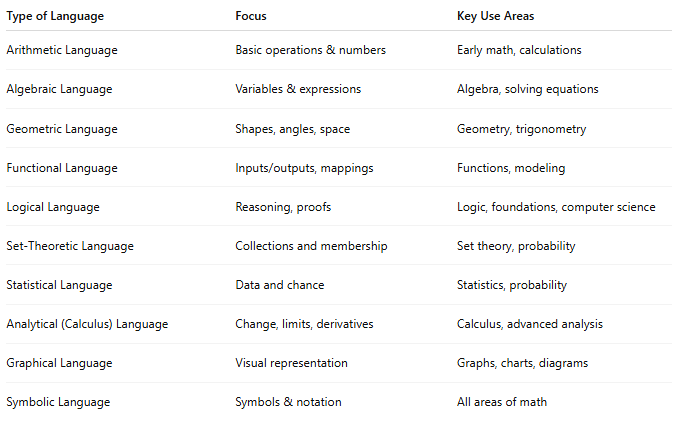 Type of Language Focus Key Use Areas
Arithmetic Language Basic operations & numbers Early math, calculations
Algebraic Language Variables & expressions Algebra, solving equations
Geometric Language Shapes, angles, space Geometry, trigonometry
Functional Language Inputs/outputs, mappings Functions, modeling
Logical Language Reasoning, proofs Logic, foundations, computer science
Set-Theoretic Language Collections and membership Set theory, probability
Statistical Language Data and chance Statistics, probability
Analytical (Calculus) Language Change, limits, derivatives Calculus, advanced analysis
Graphical Language Visual representation Graphs, charts, diagrams
Symbolic Language Symbols & notation All areas of math